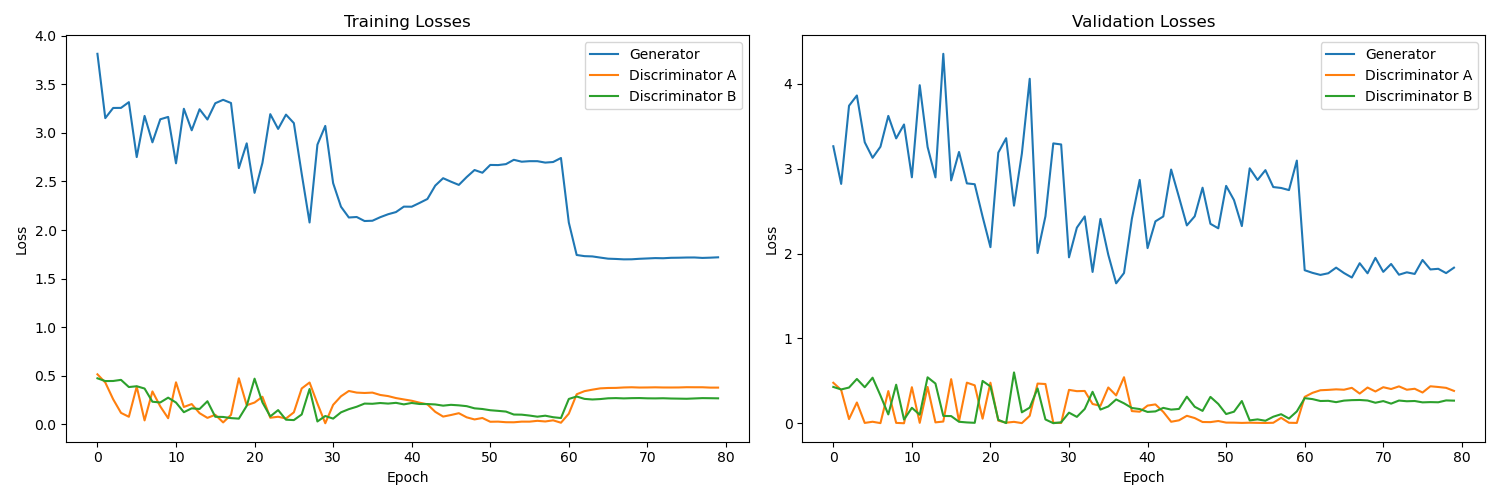 Training Losses
Generator
Discriminator A
Discriminator B
4.0
3.5
3.0
2.5
2.0
1.5
1.0
0.5
0.0
Loss
0 10 20 30 40 50 60 70 80
Epoch
Validation Losses
Generator
Discriminator A
Discriminator B
4
3
2
1
0
Loss
0 10 20 30 40 50 60 70 80
Epoch